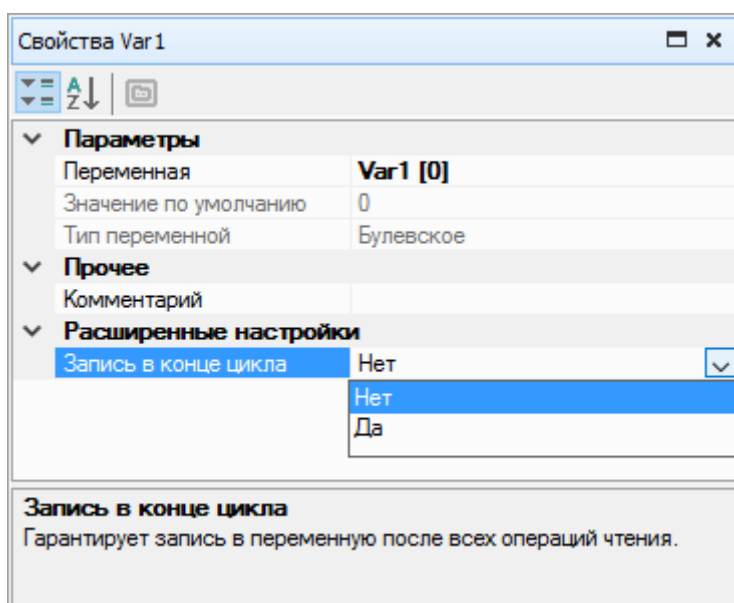 Свойства Var1
Параметры
Переменная Var1 [0]
Значение по умолчанию 0
Тип переменной Булевское
Прочее
Комментарий
Расширенные настройки
Запись в конце цикла Нет
Нет
Да
Запись в конце цикла
Гарантирует запись в переменную после всех операций чтения.